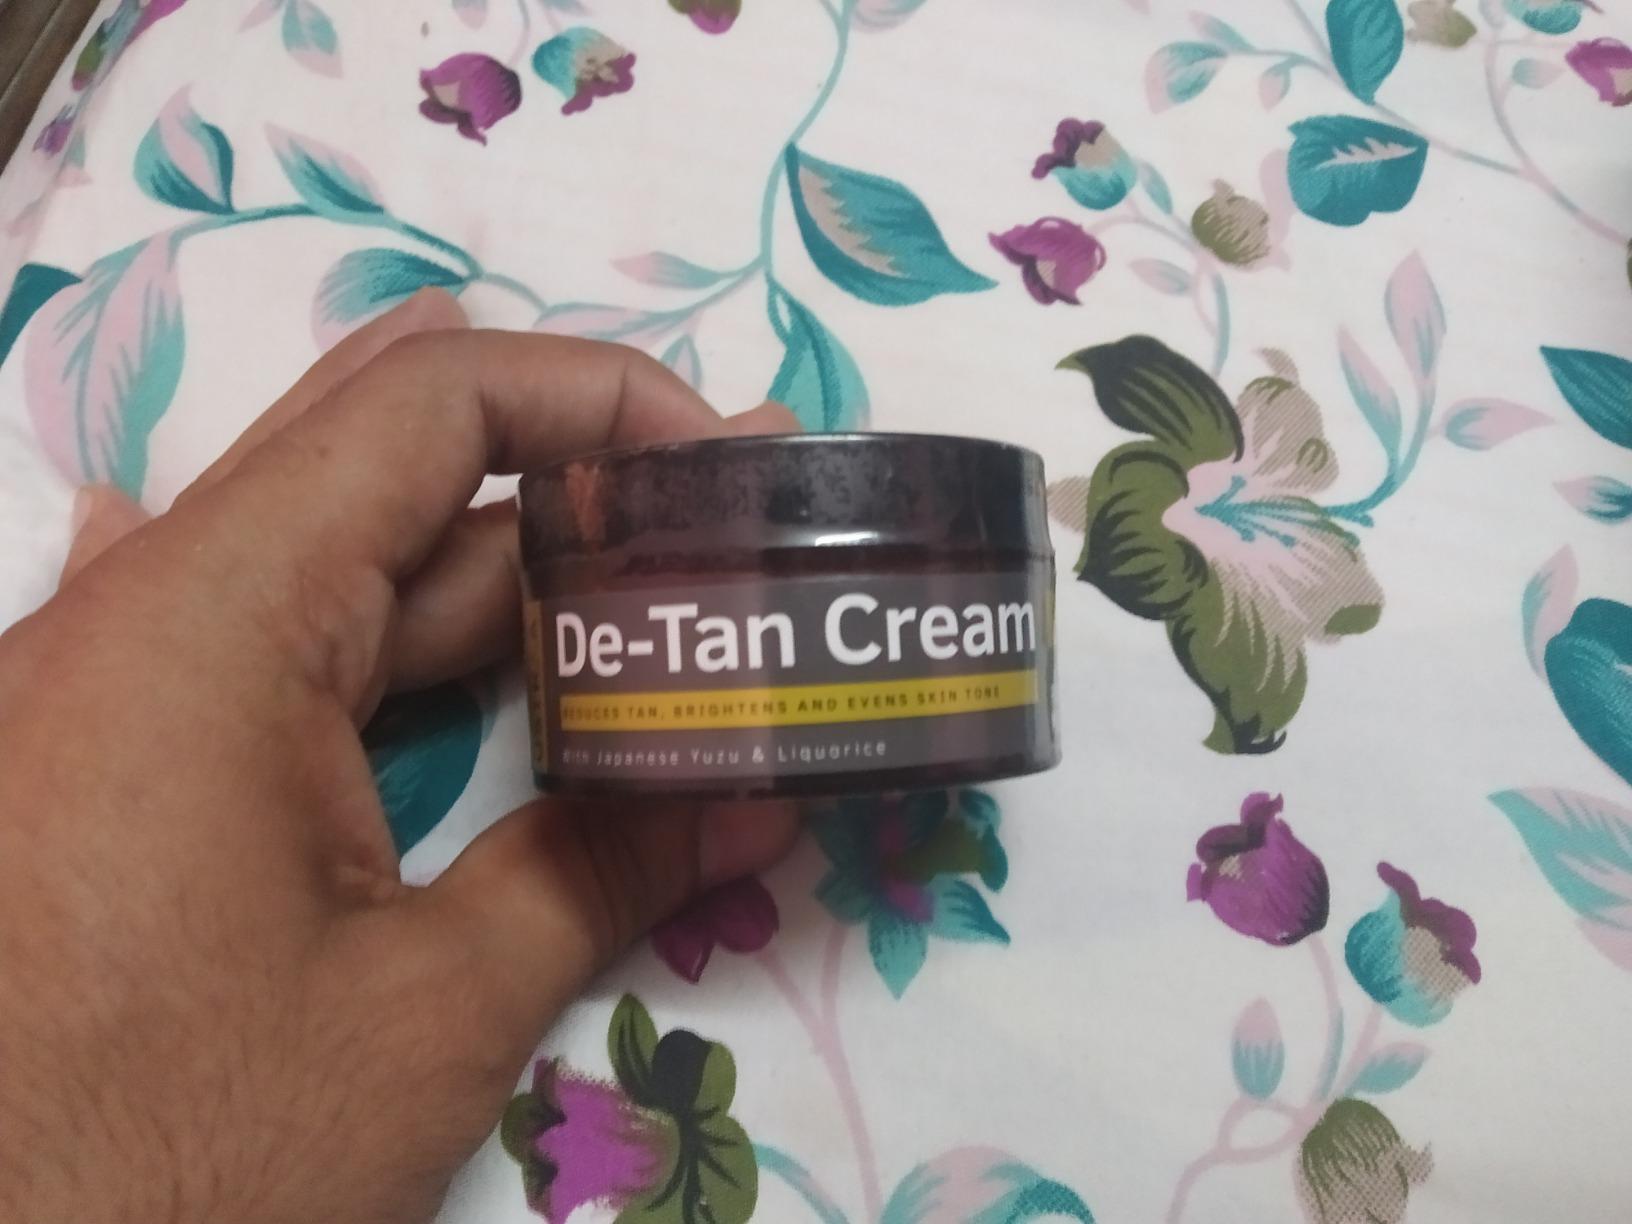 De-Tan Cream
REDUCES TAN, BRIGHTENS AND EVENS SKIN TONE
With Japanese Yuzu & Liquorice